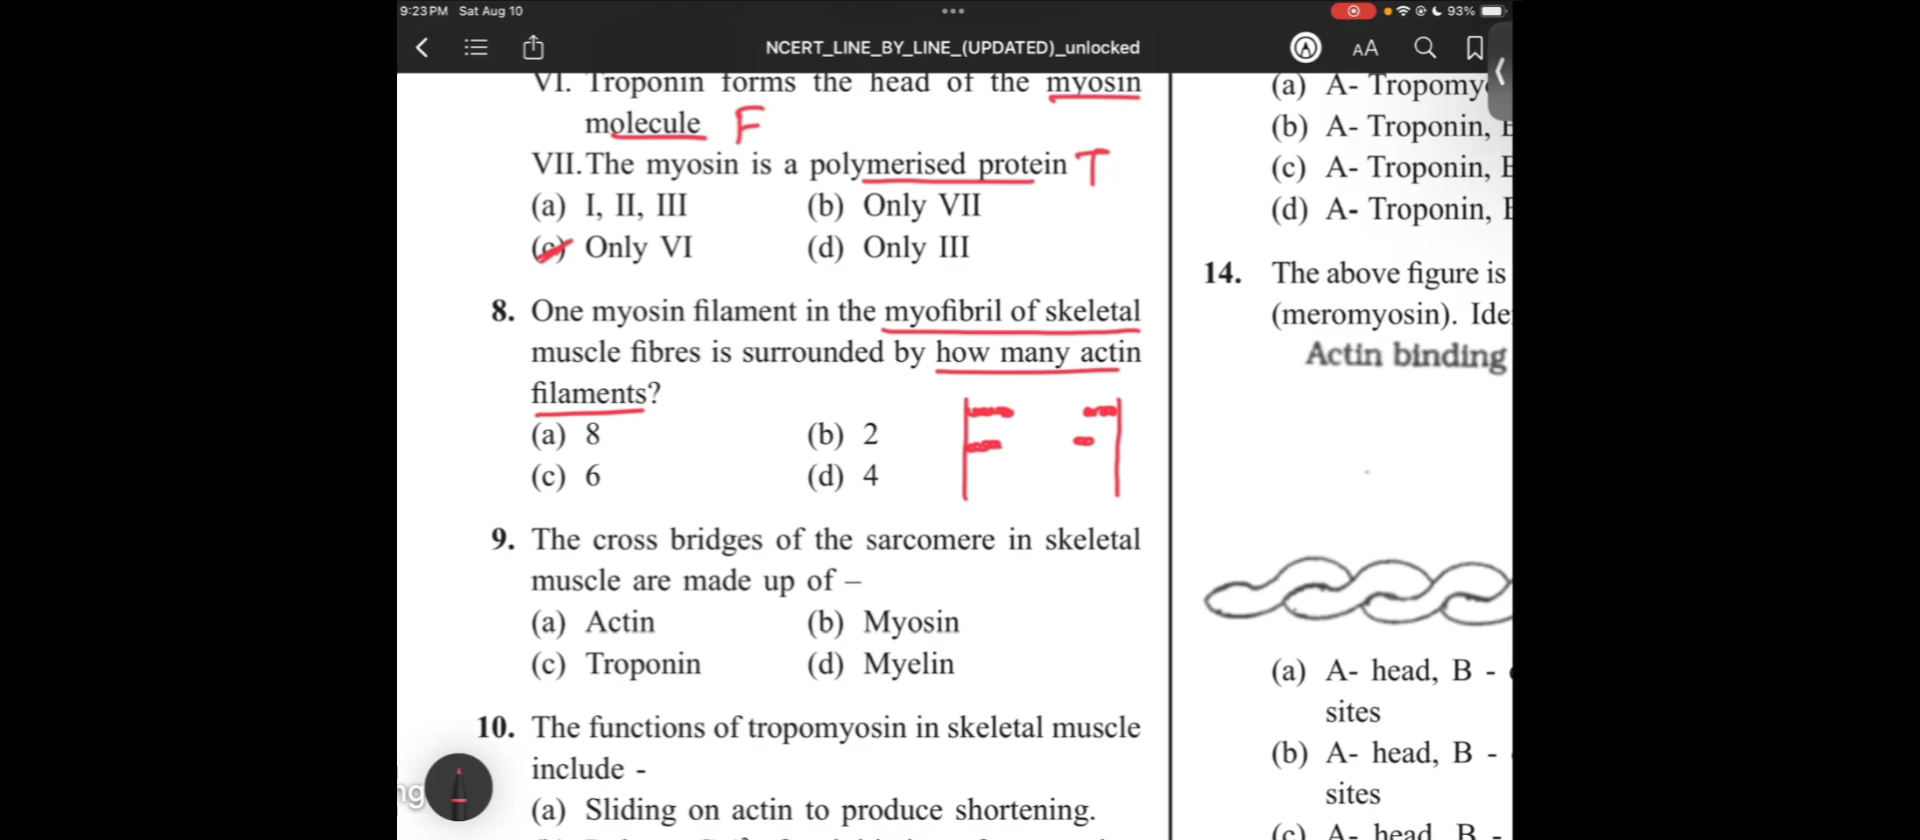 9:23 PM Sat Aug 10
93%
NCERT_LINE_BY_LINE_(UPDATED)_unlocked
AA
VI. Troponin forms the head of the myosin
molecule F
VII. The myosin is a polymerised protein T
(a) I, II, III (b) Only VII
(c) Only VI (d) Only III
8. One myosin filament in the myofibril of skeletal
muscle fibres is surrounded by how many actin
filaments?
(a) 8 (b) 2
(c) 6 (d) 4
9. The cross bridges of the sarcomere in skeletal
muscle are made up of –
(a) Actin (b) Myosin
(c) Troponin (d) Myelin
10. The functions of tropomyosin in skeletal muscle
include -
(a) Sliding on actin to produce shortening.
(a) A- Tropomy
(b) A- Troponin,
(c) A- Troponin,
(d) A- Troponin,
14. The above figure is
(meromyosin). Ide
Actin binding
(a) A- head, B -
sites
(b) A- head, B -
sites
(c) A- head, B -